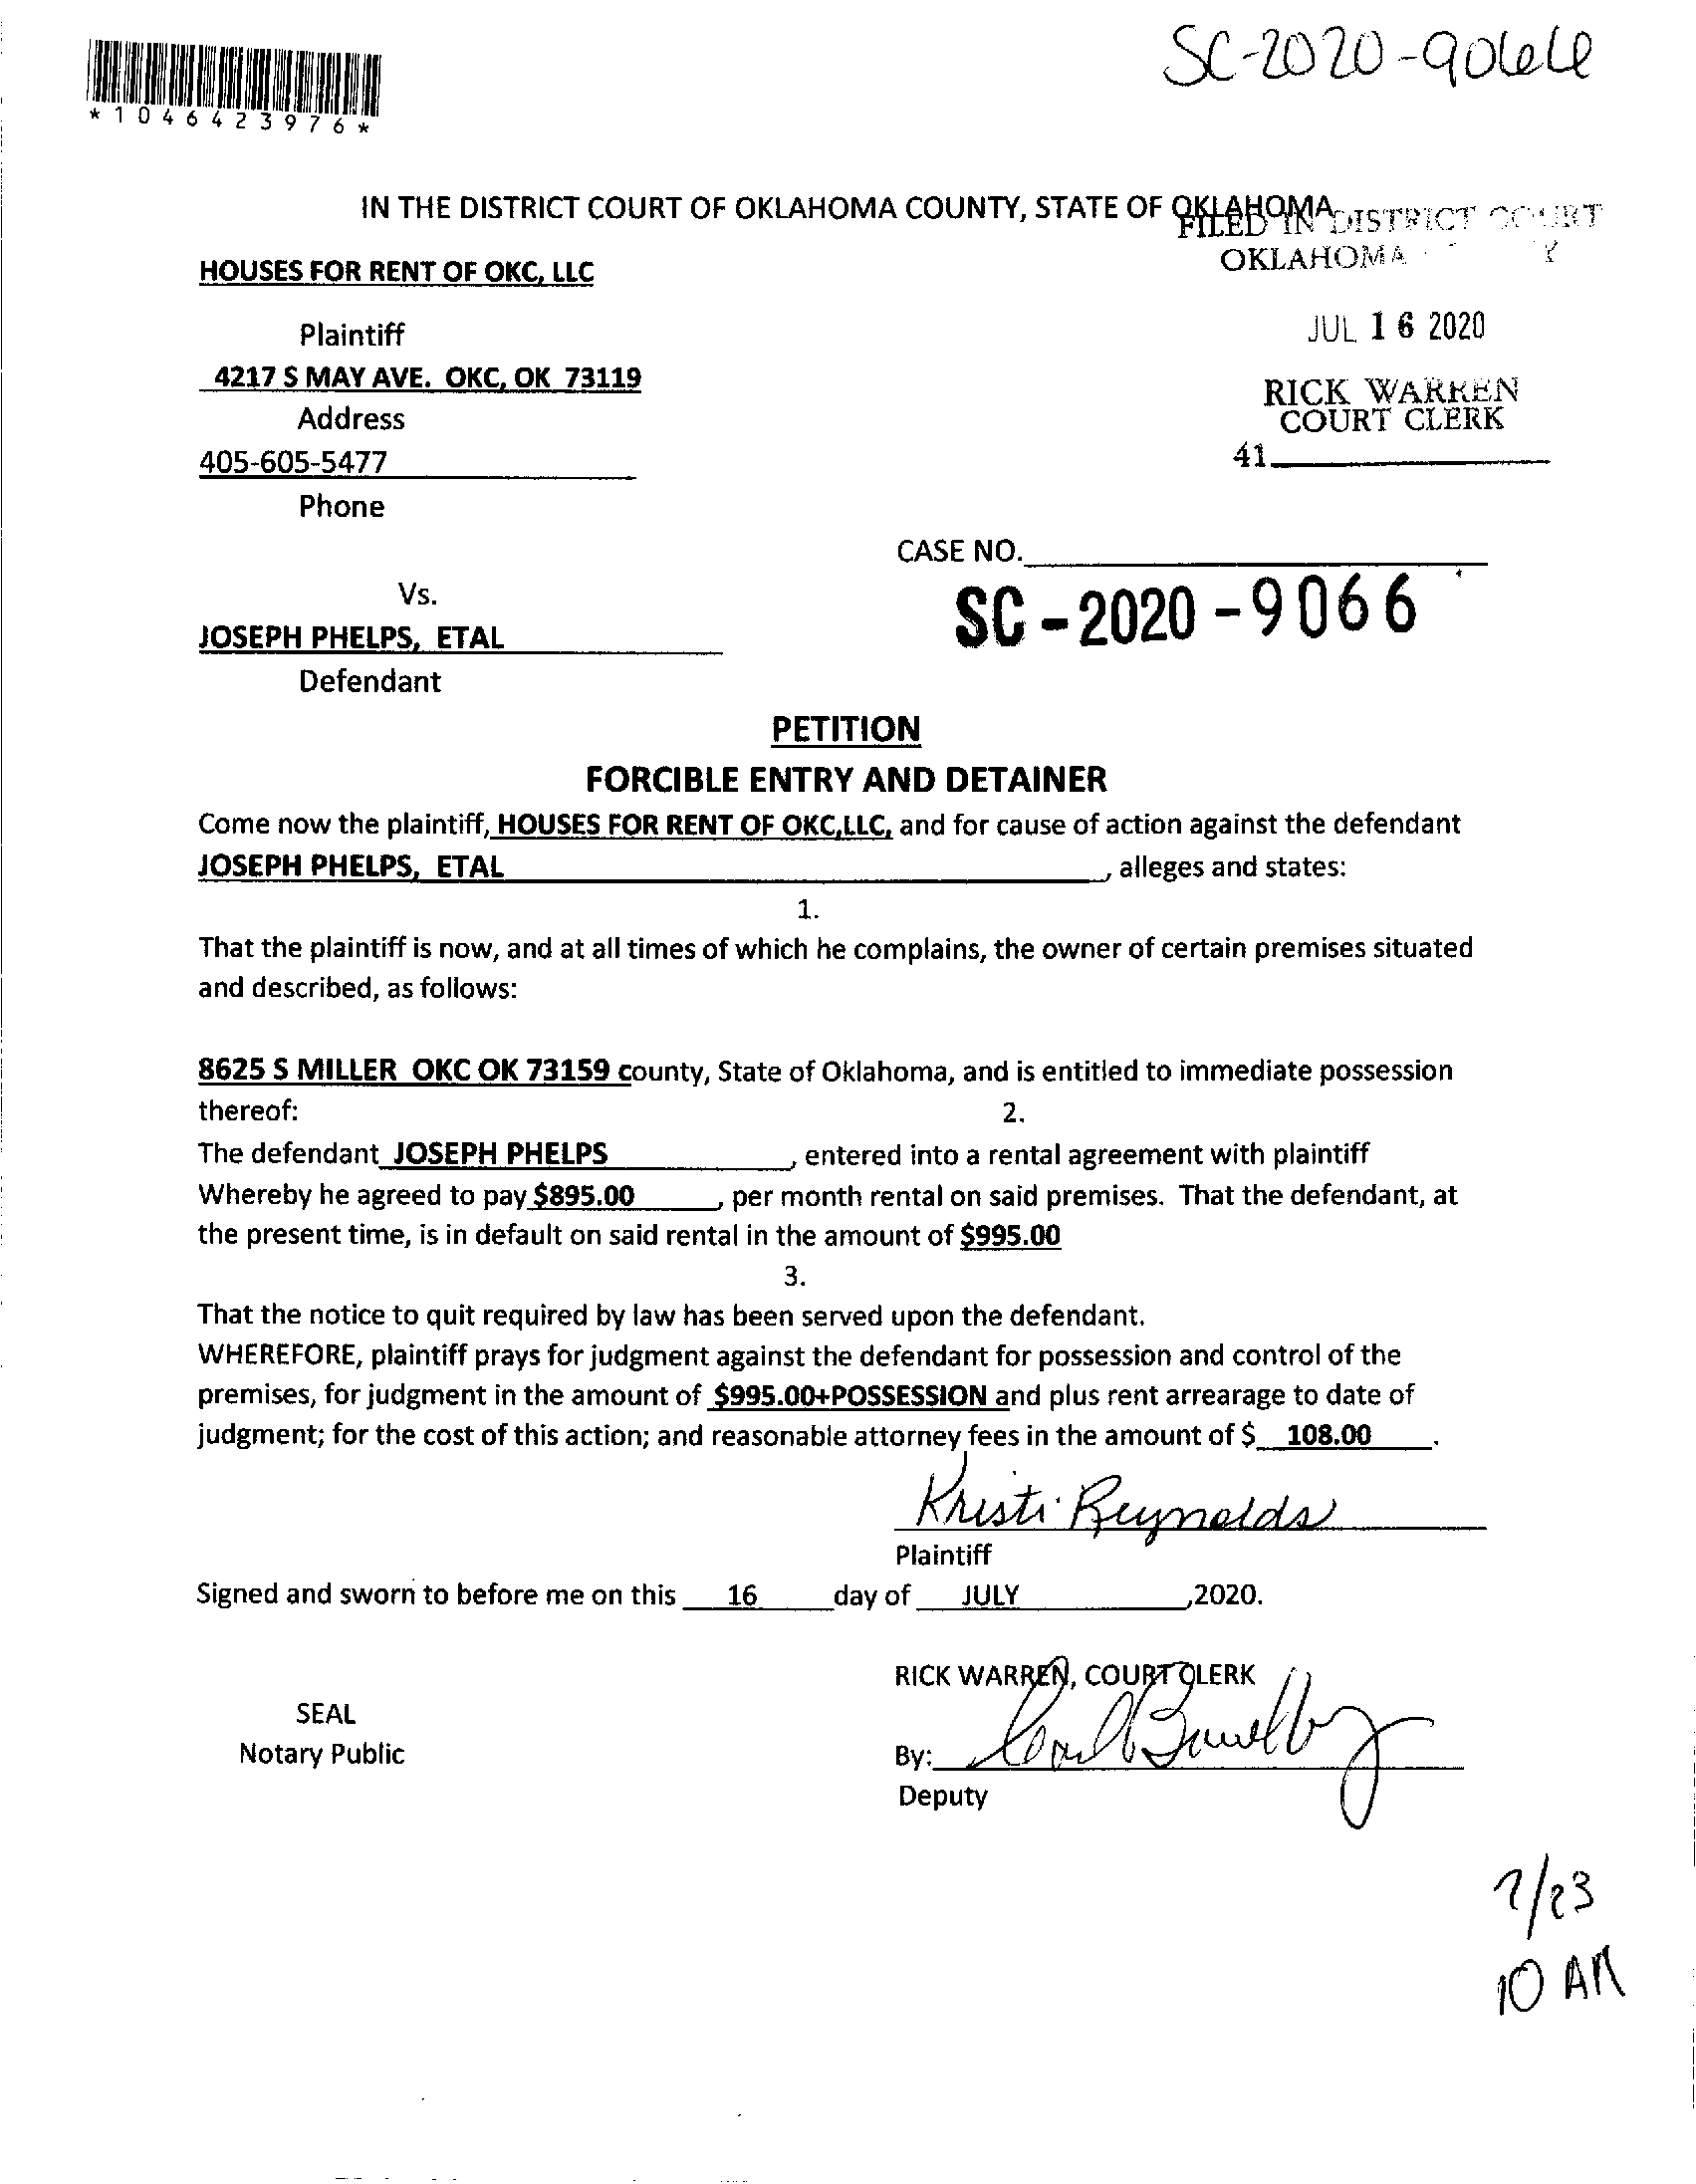 SC-2020-9066
*1046423976*
IN THE DISTRICT COURT OF OKLAHOMA COUNTY, STATE OF OKLAHOMA
FILED IN DISTRICT COURT
OKLAHOMA
HOUSES FOR RENT OF OKC, LLC
Plaintiff
JUL 16 2020
4217 S MAY AVE. OKC, OK 73119
RICK WARREN
Address
COURT CLERK
405-605-5477
41
Phone
CASE NO.
Vs.
SC-2020-9066
JOSEPH PHELPS, ETAL
Defendant
PETITION
FORCIBLE ENTRY AND DETAINER
Come now the plaintiff, HOUSES FOR RENT OF OKC,LLC, and for cause of action against the defendant
JOSEPH PHELPS, ETAL, alleges and states:
1.
That the plaintiff is now, and at all times of which he complains, the owner of certain premises situated
and described, as follows:
8625 S MILLER OKC OK 73159 county, State of Oklahoma, and is entitled to immediate possession
thereof: 2.
The defendant JOSEPH PHELPS, entered into a rental agreement with plaintiff
Whereby he agreed to pay $895.00, per month rental on said premises. That the defendant, at
the present time, is in default on said rental in the amount of $995.00
3.
That the notice to quit required by law has been served upon the defendant.
WHEREFORE, plaintiff prays for judgment against the defendant for possession and control of the
premises, for judgment in the amount of $995.00+POSSESSION and plus rent arrearage to date of
judgment; for the cost of this action; and reasonable attorney fees in the amount of $ 108.00.
Kristi Reynolds
Plaintiff
Signed and sworn to before me on this 16 day of JULY,2020.
RICK WARREN, COURT CLERK
SEAL
Notary Public
By:
Deputy
7/23
10 AM